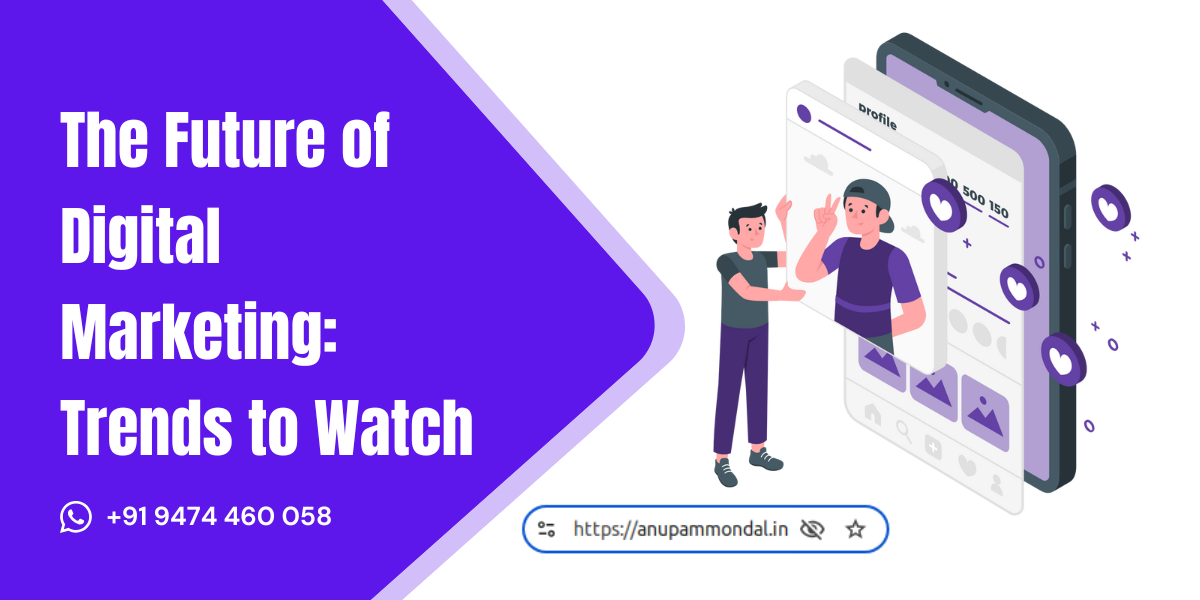 The Future of
Digital
Marketing:
Trends to Watch
+91 9474 460 058
Profile
500 150
https://anupammondal.in